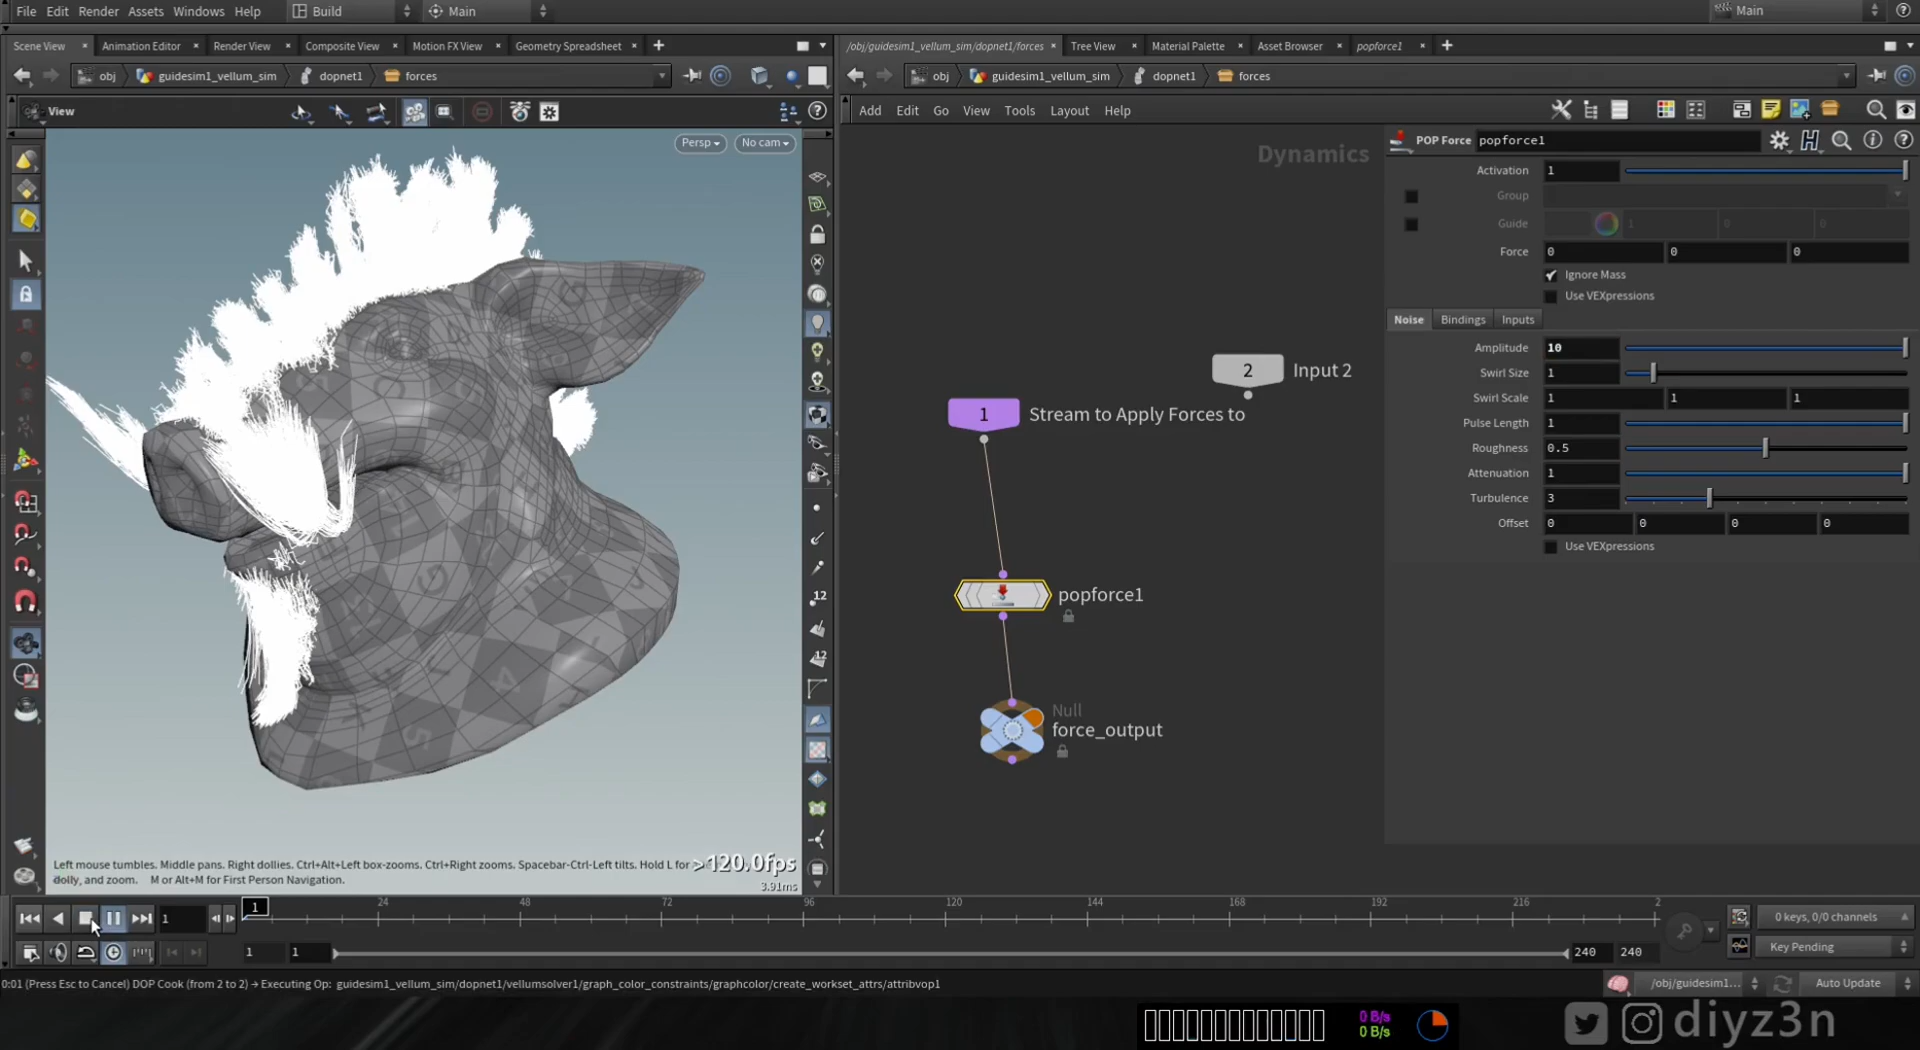 File Edit Render Assets Windows Help Build Main Main
Scene View Animation Editor Render View Composite View Motion FX View Geometry Spreadsheet
/obj/guidesim1_vellum_sim/dopnet1/forces Tree View Material Palette Asset Browser popforce1
obj guidesim1_vellum_sim dopnet1 forces
obj guidesim1_vellum_sim dopnet1 forces
View
Add Edit Go View Tools Layout Help
Persp No cam
Dynamics
POP Force popforce1
Activation 1
Group
Guide 1 0 0
Force 0 0 0
Ignore Mass
Use VEXpressions
Noise Bindings Inputs
Amplitude 10
Swirl Size 1
Swirl Scale 1 1 1
Pulse Length 1
Roughness 0.5
Attenuation 1
Turbulence 3
Offset 0 0 0 0
Use VEXpressions
2 Input 2
1 Stream to Apply Forces to
popforce1
Null
force_output
12
12
4
5
Left mouse tumbles. Middle pans. Right dollies. Ctrl+Alt+Left box-zooms. Ctrl+Right zooms. Spacebar-Ctrl-Left tilts. Hold L for
dolly, and zoom. M or Alt+M for First Person Navigation.
>120.0fps
3.91ms
1 1 24 48 72 96 120 144 168 192 216 2
0 keys, 0/0 channels
1 1 240 240
Key Pending
0:01 (Press Esc to Cancel) DOP Cook (from 2 to 2) → Executing Op: guidesim1_vellum_sim/dopnet1/vellumsolver1/graph_color_constraints/graphcolor/create_workset_attrs/attribvop1
/obj/guidesim1... Auto Update
0 B/s
0 B/s
diyz3n